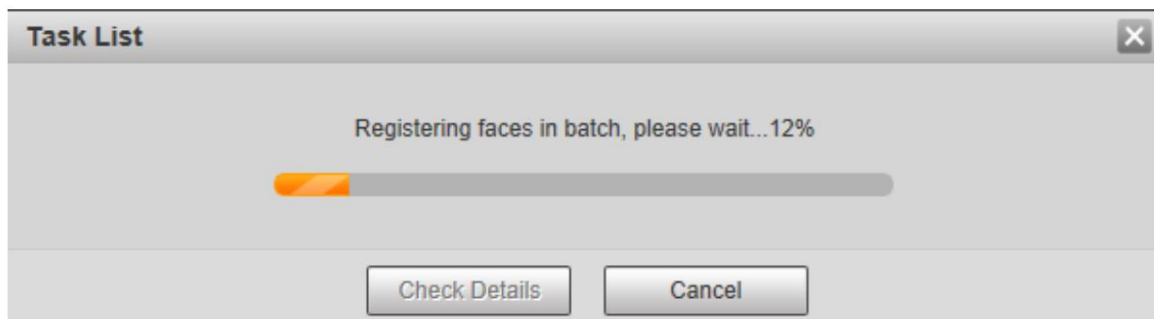 Task List
Registering faces in batch, please wait...12%
Check Details
Cancel